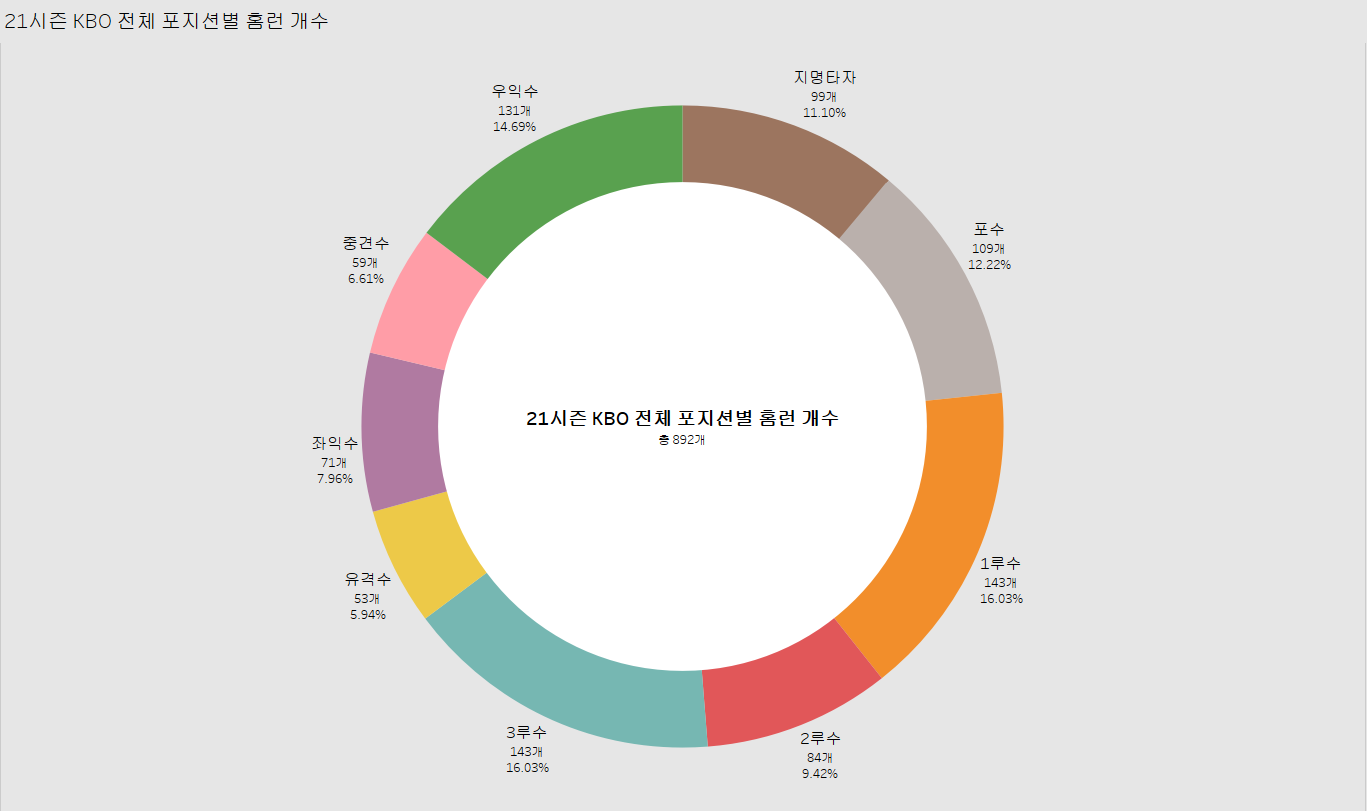 21시즌 KBO 전체 포지션별 홈런 개수
지명타자
99개
11.10%
포수
109개
12.22%
1루수
143개
16.03%
2루수
84개
9.42%
3루수
143개
16.03%
유격수
53개
5.94%
좌익수
71개
7.96%
중견수
59개
6.61%
우익수
131개
14.69%
21시즌 KBO 전체 포지션별 홈런 개수
총 892개